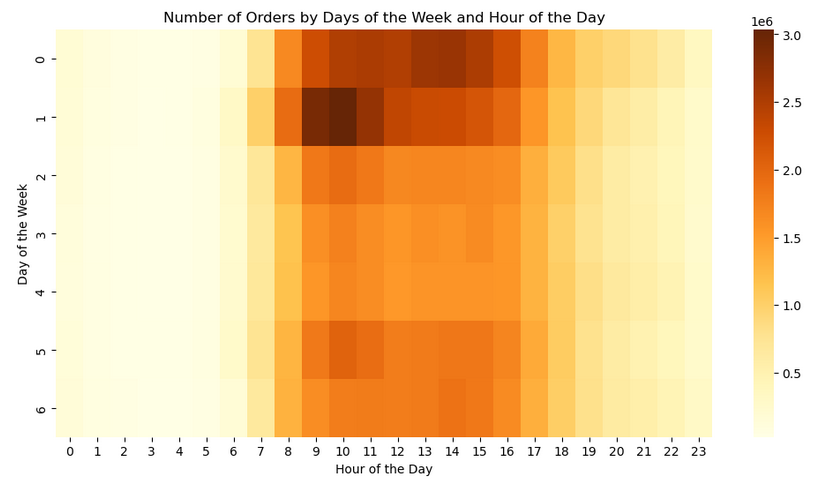 Number of Orders by Days of the Week and Hour of the Day
1e6
3.0
2.5
2.0
1.5
1.0
0.5
Day of the Week
0
1
2
3
4
5
6
0 1 2 3 4 5 6 7 8 9 10 11 12 13 14 15 16 17 18 19 20 21 22 23
Hour of the Day